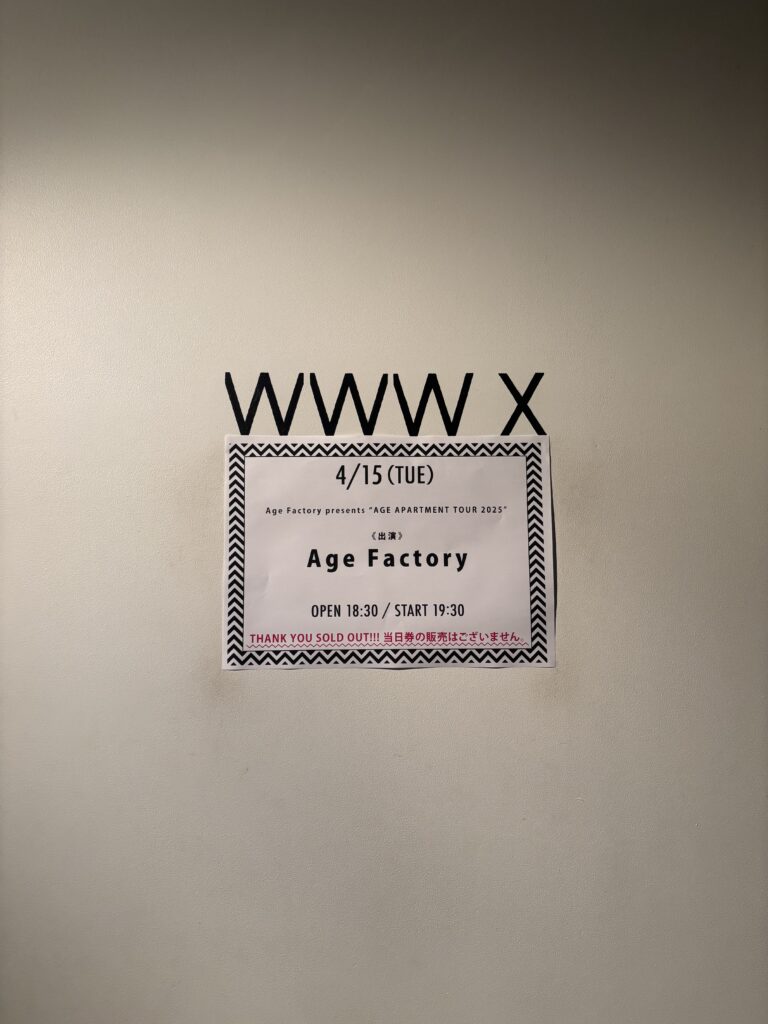 WWW X
4/15(TUE)
Age Factory presents "AGE APARTMENT TOUR 2025"
《出演》
Age Factory
OPEN 18:30 / START 19:30
THANK YOU SOLD OUT!!! 当日券の販売はございません。